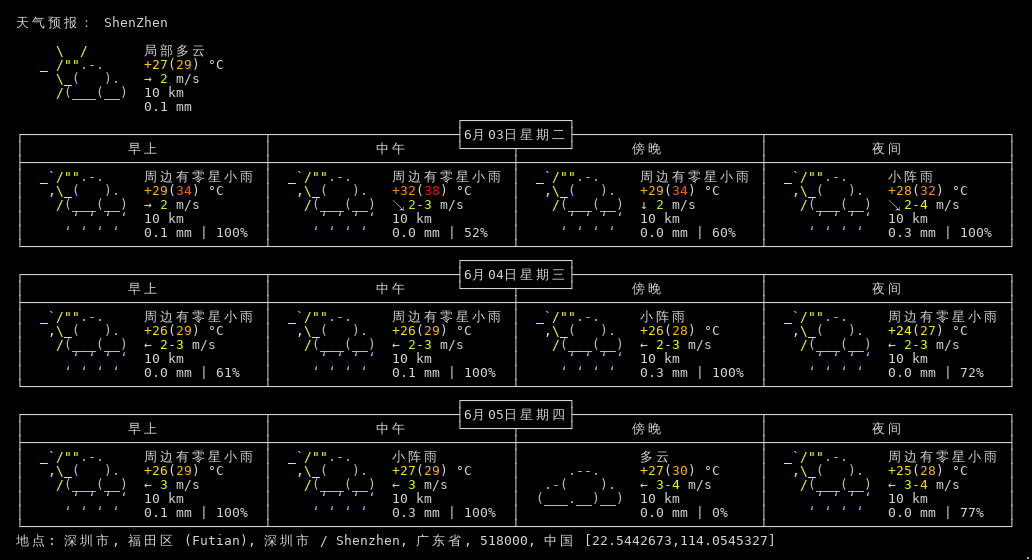 天气预报： ShenZhen
局部多云
+27(29) °C
→ 2 m/s
10 km
0.1 mm
6月03日星期二
早上 中午 傍晚 夜间
周边有零星小雨 周边有零星小雨 周边有零星小雨 小阵雨
+29(34) °C +32(38) °C +29(34) °C +28(32) °C
→ 2 m/s ↘ 2-3 m/s ↓ 2 m/s ↘ 2-4 m/s
10 km 10 km 10 km 10 km
0.1 mm | 100% 0.0 mm | 52% 0.0 mm | 60% 0.3 mm | 100%
6月04日星期三
早上 中午 傍晚 夜间
周边有零星小雨 周边有零星小雨 小阵雨 周边有零星小雨
+26(29) °C +26(29) °C +26(28) °C +24(27) °C
← 2-3 m/s ← 2-3 m/s ← 2-3 m/s ← 2-3 m/s
10 km 10 km 10 km 10 km
0.0 mm | 61% 0.1 mm | 100% 0.3 mm | 100% 0.0 mm | 72%
6月05日星期四
早上 中午 傍晚 夜间
周边有零星小雨 小阵雨 多云 周边有零星小雨
+26(29) °C +27(29) °C +27(30) °C +25(28) °C
← 3 m/s ← 3 m/s ← 3-4 m/s ← 3-4 m/s
10 km 10 km 10 km 10 km
0.1 mm | 100% 0.3 mm | 100% 0.0 mm | 0% 0.0 mm | 77%
地点: 深圳市, 福田区 (Futian), 深圳市 / Shenzhen, 广东省, 518000, 中国 [22.5442673,114.0545327]